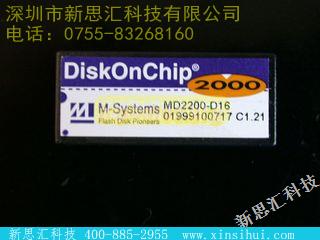 深圳市新思汇科技有限公司
电话：0755-83268160
DiskOnChip® 2000
M-Systems
Flash Disk Pioneers
MD2200-D16
01999100717 C1.21
新思汇科技
新思汇科技 400-885-2955 www.xinsihui.com